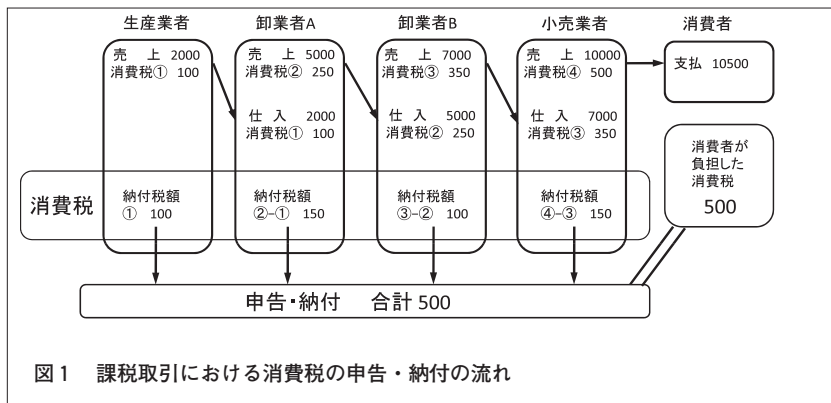 生産業者 卸業者A 卸業者B 小売業者 消費者
売 上 2000
消費税① 100
納付税額
① 100
売 上 5000
消費税② 250
仕 入 2000
消費税① 100
納付税額
②-① 150
売 上 7000
消費税③ 350
仕 入 5000
消費税② 250
納付税額
③-② 100
売 上 10000
消費税④ 500
仕 入 7000
消費税③ 350
納付税額
④-③ 150
支払 10500
消費者が
負担した
消費税
500
消費税
申告・納付 合計 500
図1 課税取引における消費税の申告・納付の流れ